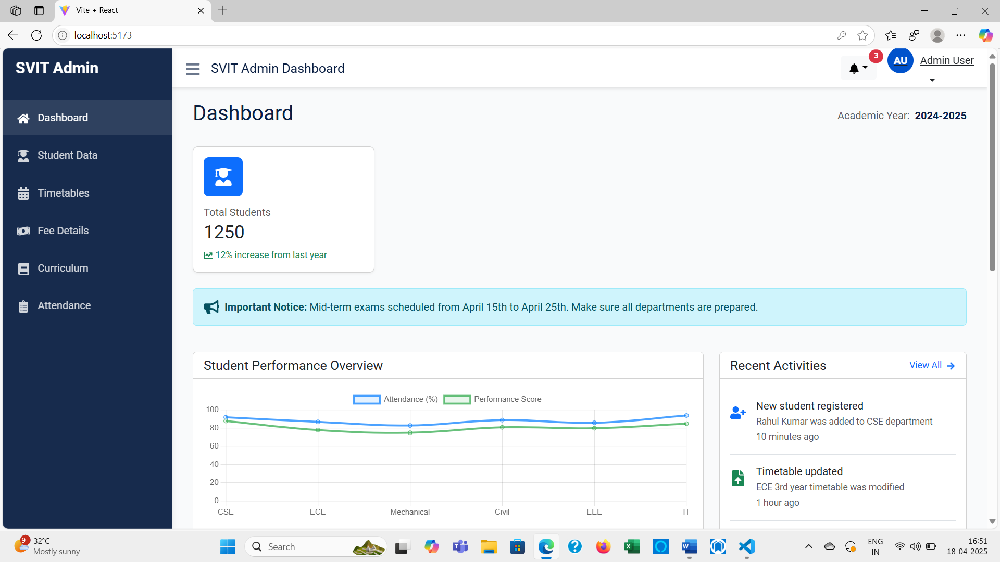 Vite + React
localhost:5173
SVIT Admin
SVIT Admin Dashboard
3
AU
Admin User
Dashboard
Student Data
Timetables
Fee Details
Curriculum
Attendance
Dashboard
Academic Year: 2024-2025
Total Students
1250
12% increase from last year
Important Notice: Mid-term exams scheduled from April 15th to April 25th. Make sure all departments are prepared.
Student Performance Overview
Attendance (%) Performance Score
100
80
60
40
20
0
CSE ECE Mechanical Civil EEE IT
Recent Activities View All
New student registered
Rahul Kumar was added to CSE department
10 minutes ago
Timetable updated
ECE 3rd year timetable was modified
1 hour ago
9+
32°C
Mostly sunny
Search
ENG
IN
16:51
18-04-2025